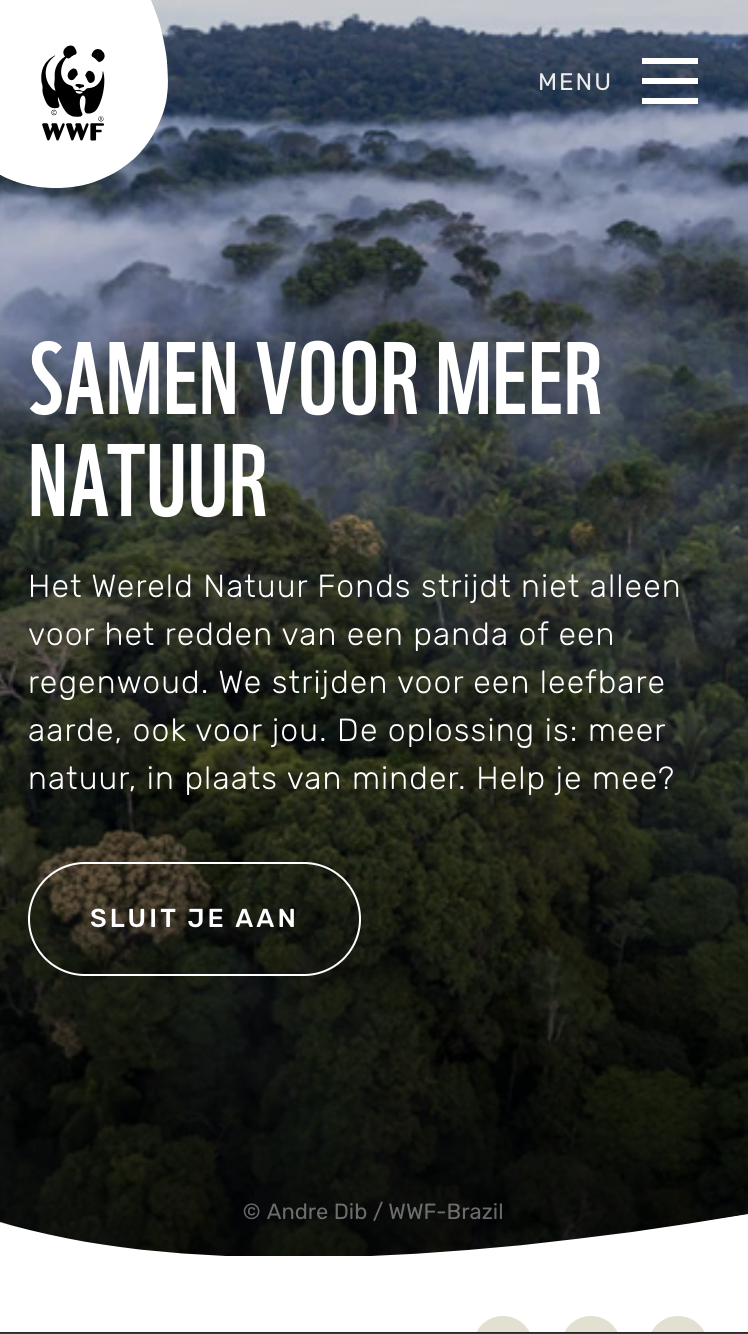 WWF
MENU
SAMEN VOOR MEER
NATUUR
Het Wereld Natuur Fonds strijdt niet alleen
voor het redden van een panda of een
regenwoud. We strijden voor een leefbare
aarde, ook voor jou. De oplossing is: meer
natuur, in plaats van minder. Help je mee?
SLUIT JE AAN
© Andre Dib / WWF-Brazil